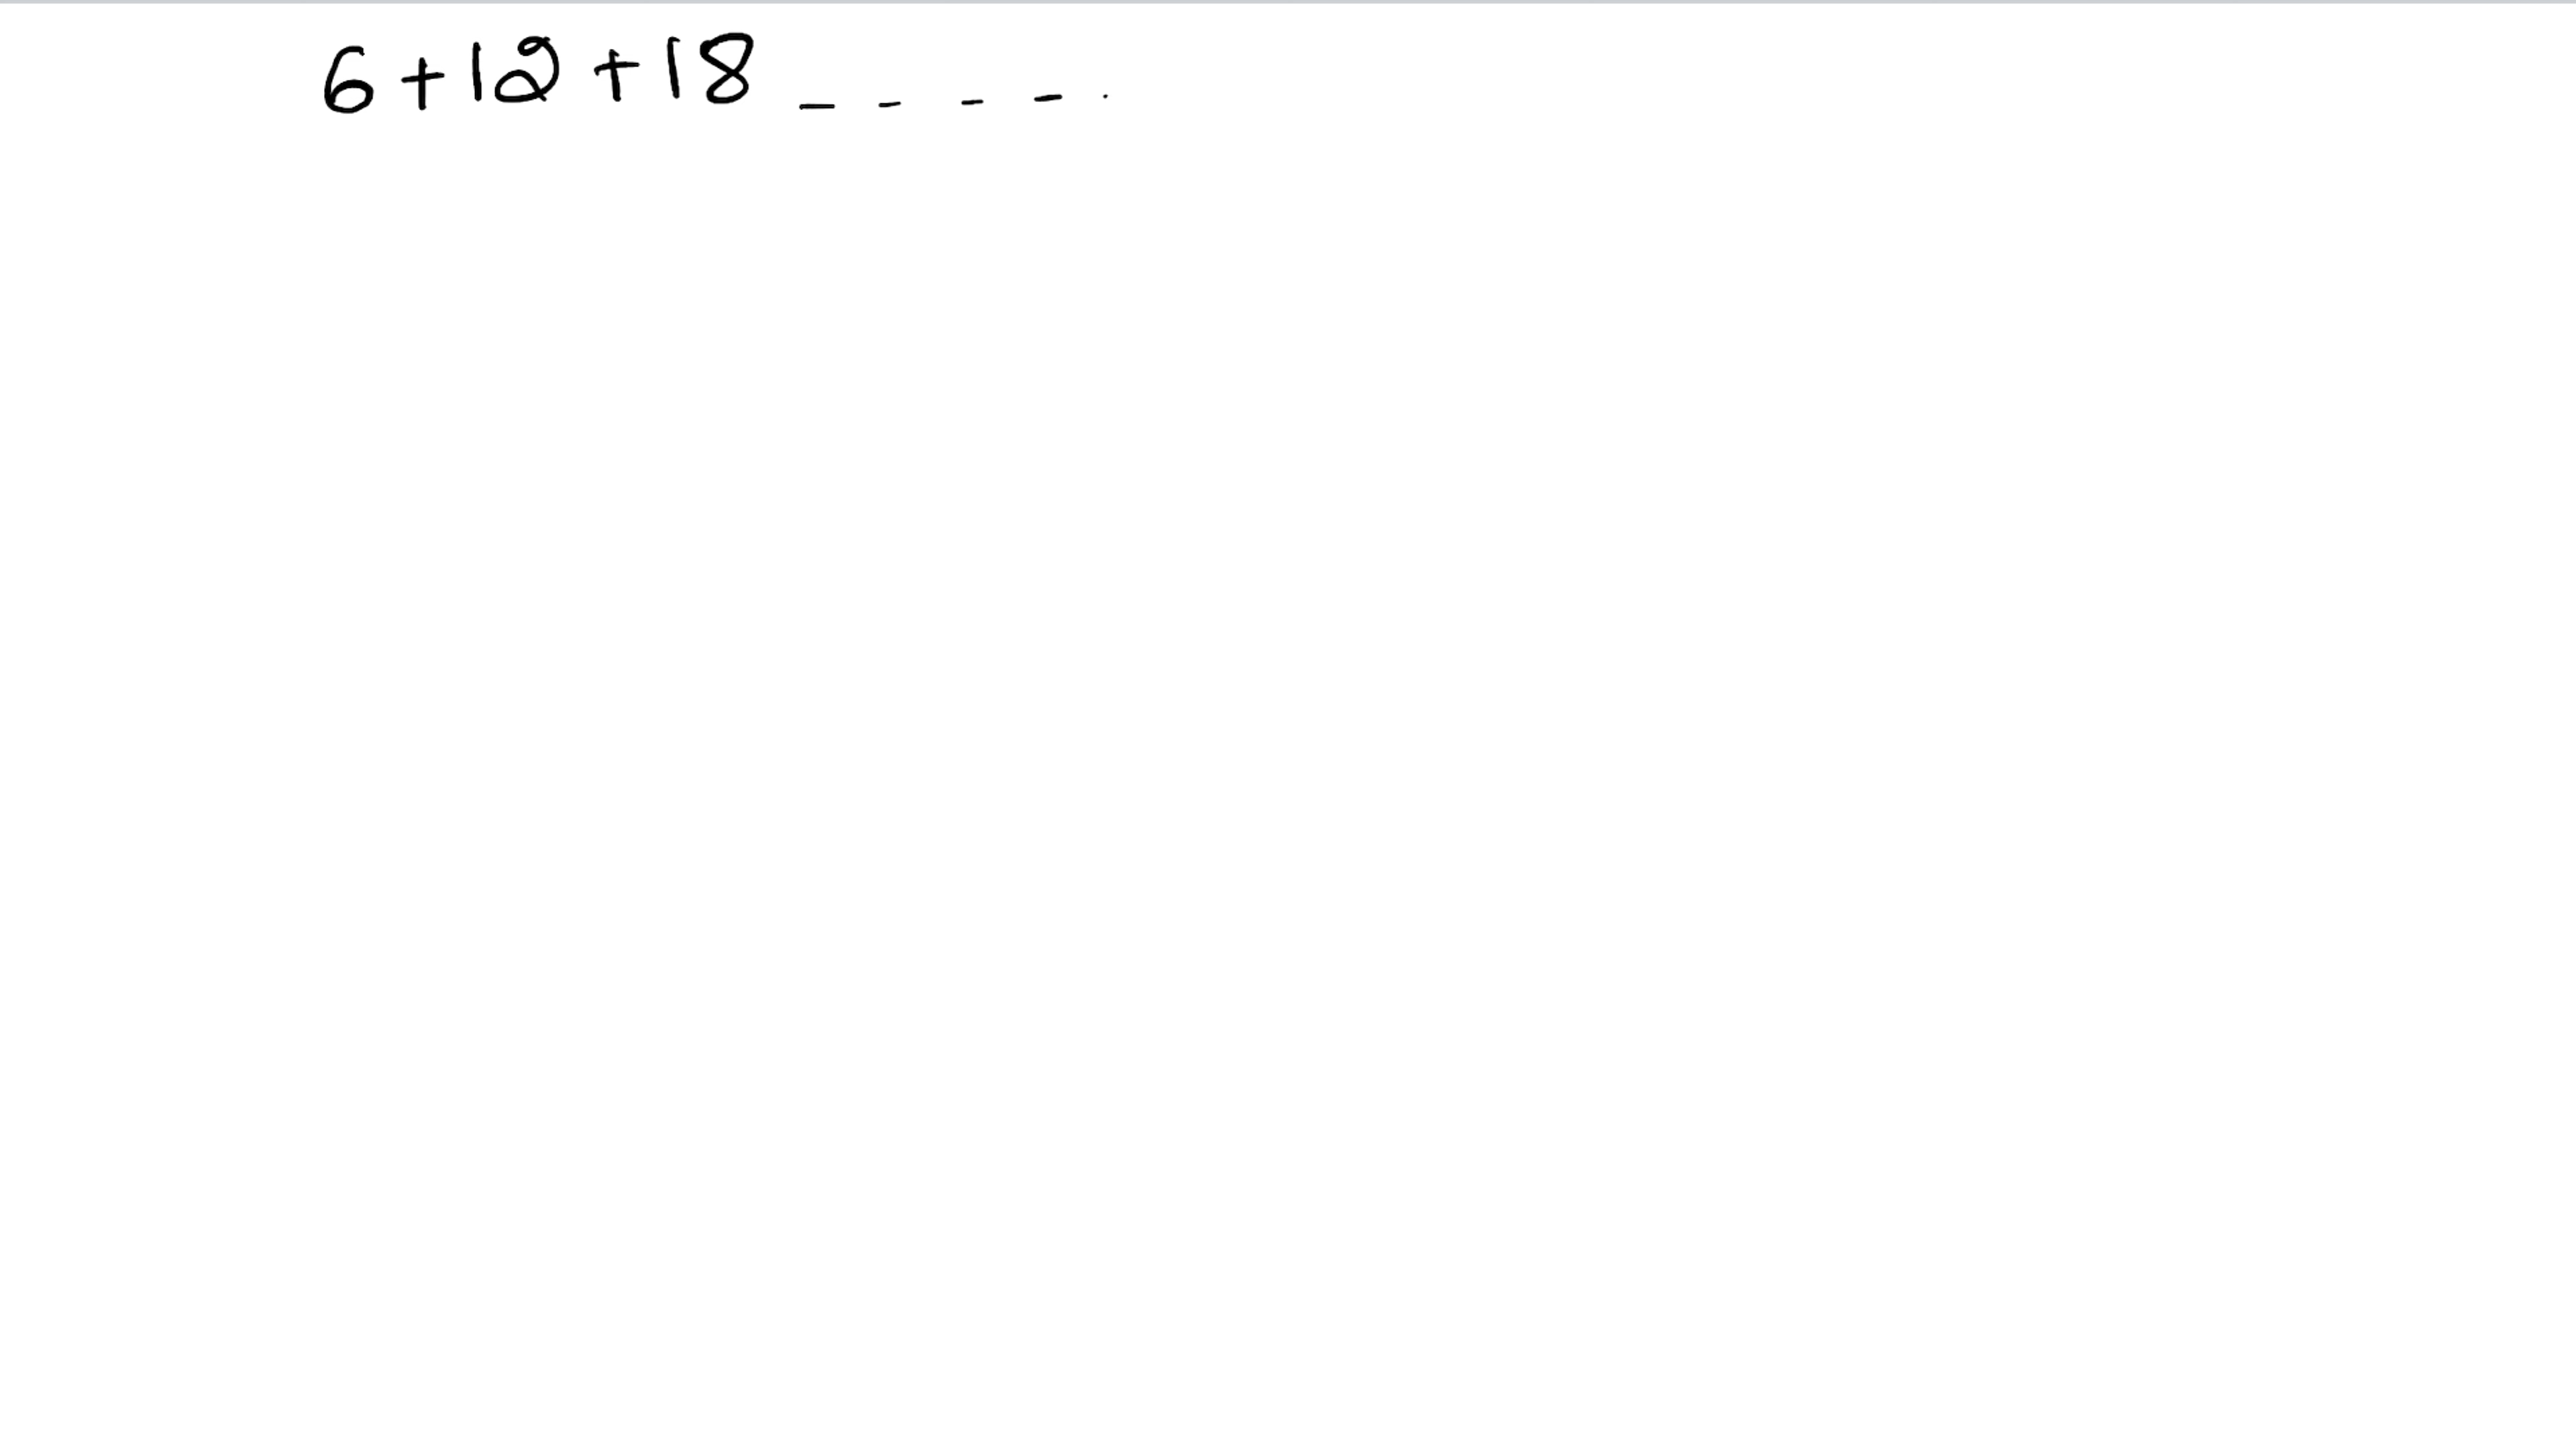 6+12+18 _ _ _ _ .